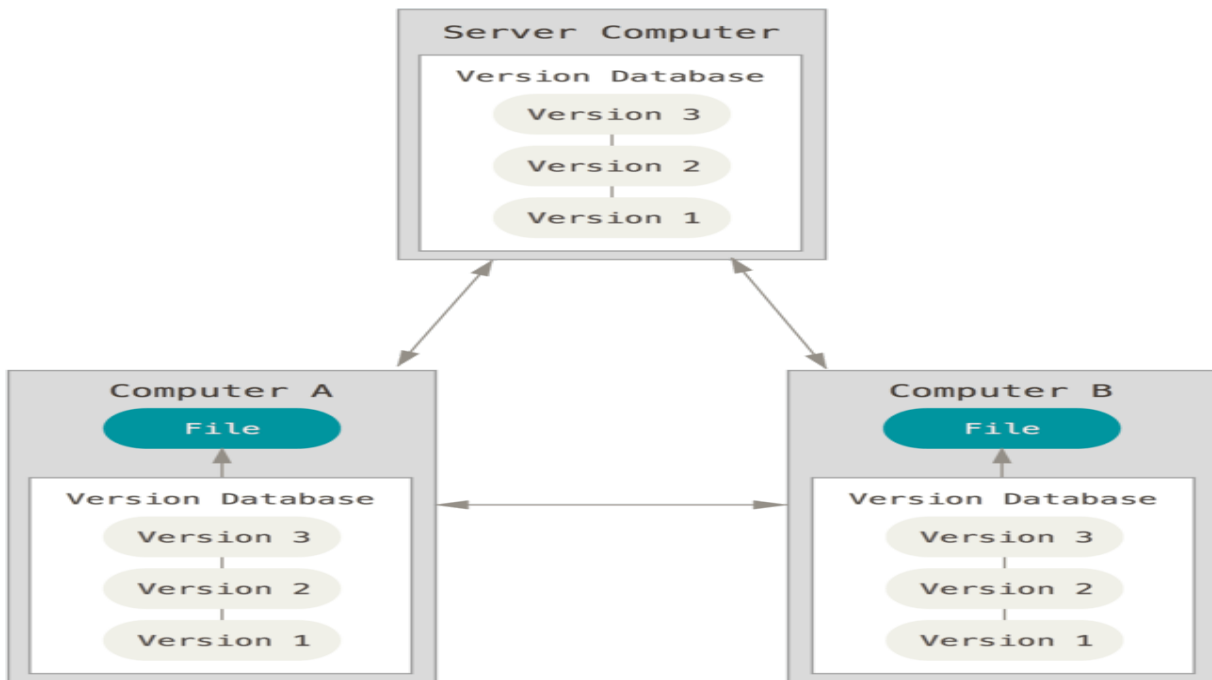 Server Computer
Version Database
Version 3
Version 2
Version 1
Computer A
File
Version Database
Version 3
Version 2
Version 1
Computer B
File
Version Database
Version 3
Version 2
Version 1